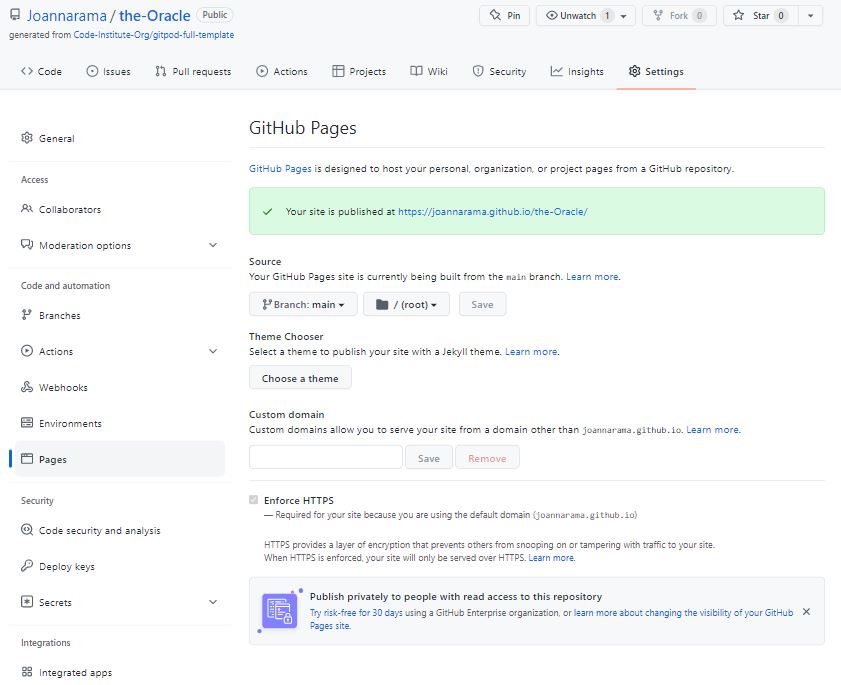 Joannarama / the-Oracle Public
Pin Unwatch 1 Fork 0 Star 0
generated from Code-Institute-Org/gitpod-full-template
Code Issues Pull requests Actions Projects Wiki Security Insights Settings
General
Access
Collaborators
Moderation options
Code and automation
Branches
Actions
Webhooks
Environments
Pages
Security
Code security and analysis
Deploy keys
Secrets
Integrations
Integrated apps
GitHub Pages
GitHub Pages is designed to host your personal, organization, or project pages from a GitHub repository.
Your site is published at https://joannarama.github.io/the-Oracle/
Source
Your GitHub Pages site is currently being built from the main branch. Learn more.
Branch: main / (root) Save
Theme Chooser
Select a theme to publish your site with a Jekyll theme. Learn more.
Choose a theme
Custom domain
Custom domains allow you to serve your site from a domain other than joannarama.github.io. Learn more.
Save Remove
Enforce HTTPS
— Required for your site because you are using the default domain (joannarama.github.io)
HTTPS provides a layer of encryption that prevents others from snooping on or tampering with traffic to your site.
When HTTPS is enforced, your site will only be served over HTTPS. Learn more.
Publish privately to people with read access to this repository
Try risk-free for 30 days using a GitHub Enterprise organization, or learn more about changing the visibility of your GitHub
Pages site.